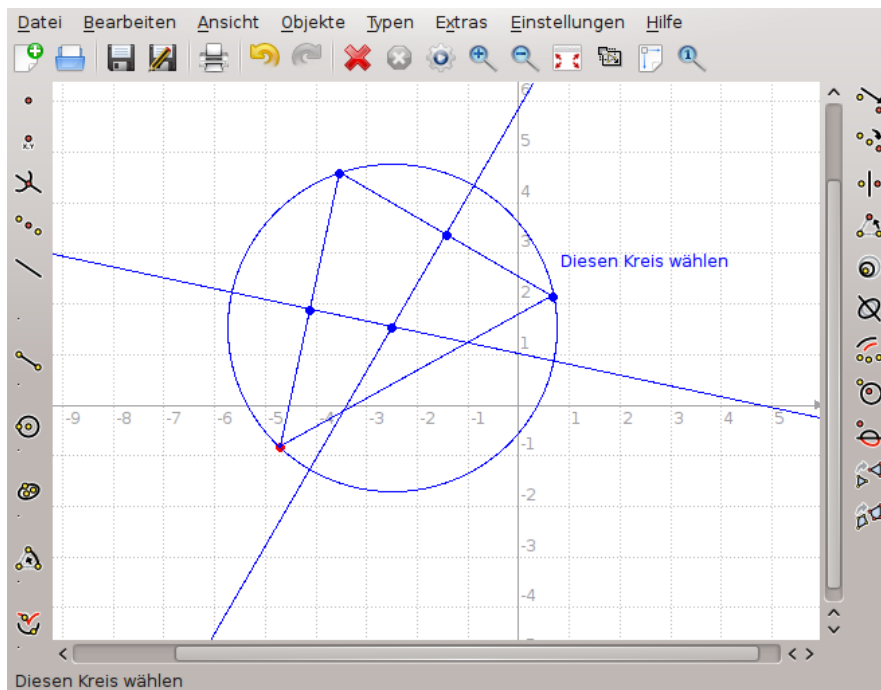 Datei Bearbeiten Ansicht Objekte Typen Extras Einstellungen Hilfe
X,Y
6
5
4
3
Diesen Kreis wählen
2
1
-9 -8 -7 -6 -5 -4 -3 -2 -1 1 2 3 4 5
-1
-2
-3
-4
Diesen Kreis wählen